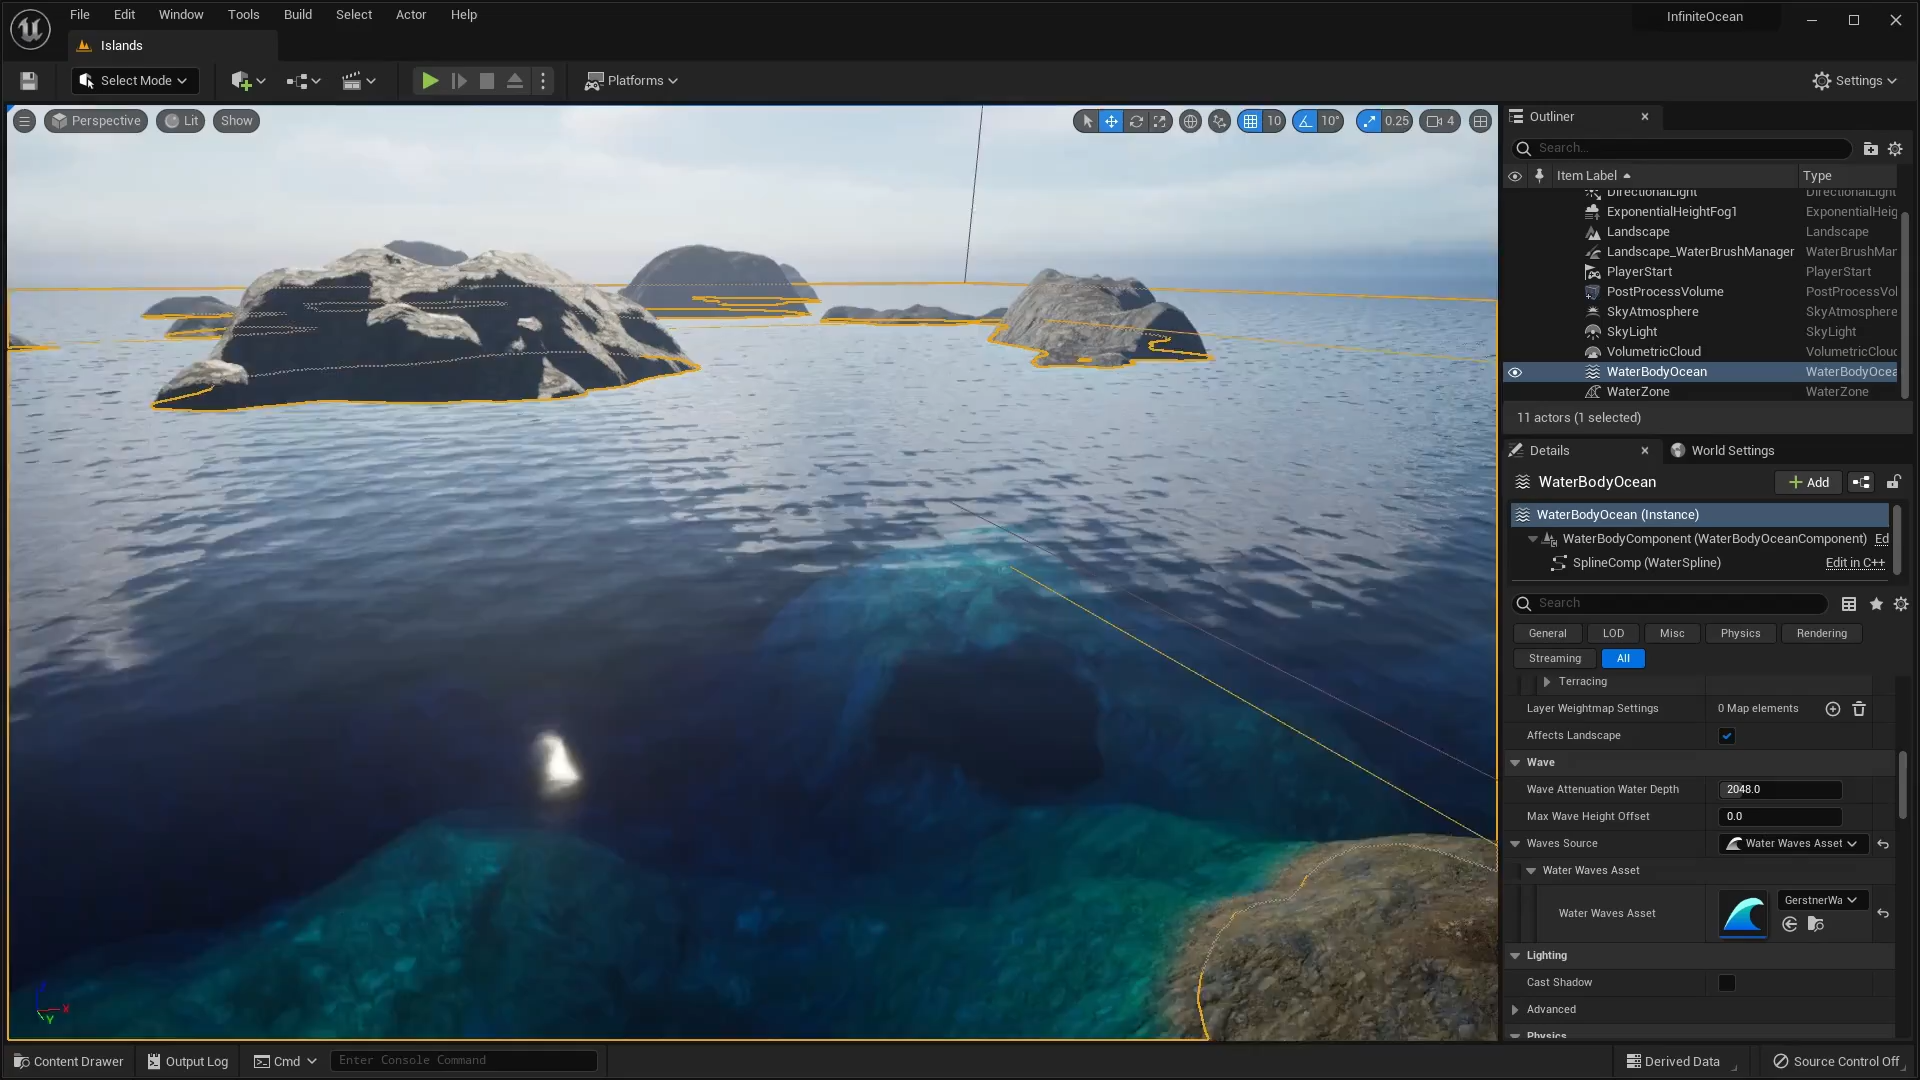 File Edit Window Tools Build Select Actor Help
InfiniteOcean
Islands
Select Mode
Platforms
Settings
Perspective Lit Show
10 10° 0.25 4
Outliner
Search...
Item Label Type
DirectionalLight DirectionalLight
ExponentialHeightFog1 ExponentialHeig
Landscape Landscape
Landscape_WaterBrushManager WaterBrushMar
PlayerStart PlayerStart
PostProcessVolume PostProcessVol
SkyAtmosphere SkyAtmosphere
SkyLight SkyLight
VolumetricCloud VolumetricCloud
WaterBodyOcean WaterBodyOcea
WaterZone WaterZone
11 actors (1 selected)
Details World Settings
WaterBodyOcean Add
WaterBodyOcean (Instance)
WaterBodyComponent (WaterBodyOceanComponent) Ed
SplineComp (WaterSpline) Edit in C++
Search
General LOD Misc Physics Rendering
Streaming All
Terracing
Layer Weightmap Settings 0 Map elements
Affects Landscape
Wave
Wave Attenuation Water Depth 2048.0
Max Wave Height Offset 0.0
Waves Source Water Waves Asset
Water Waves Asset
Water Waves Asset GerstnerWa
Lighting
Cast Shadow
Advanced
Physics
X
Y
Z
Content Drawer Output Log Cmd Enter Console Command
Derived Data Source Control Off